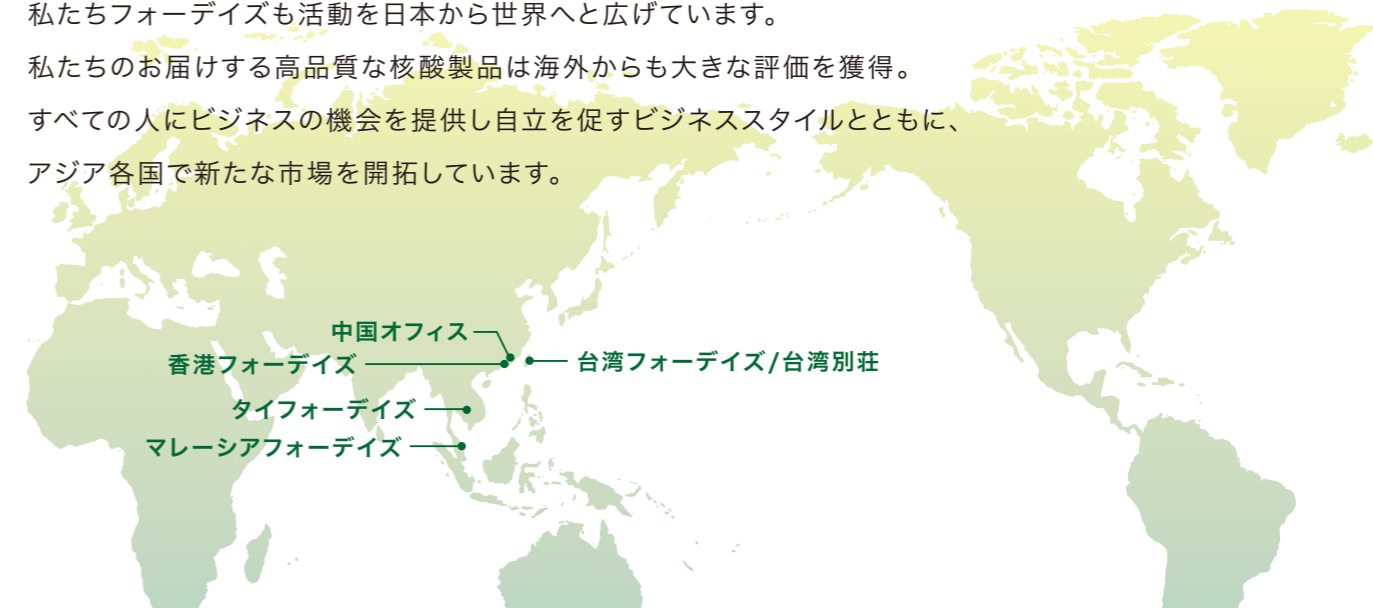 私たちフォーデイズも活動を日本から世界へと広げています。
私たちのお届けする高品質な核酸製品は海外からも大きな評価を獲得。
すべての人にビジネスの機会を提供し自立を促すビジネススタイルとともに、
アジア各国で新たな市場を開拓しています。
中国オフィス
香港フォーデイズ
台湾フォーデイズ/台湾別荘
タイフォーデイズ
マレーシアフォーデイズ